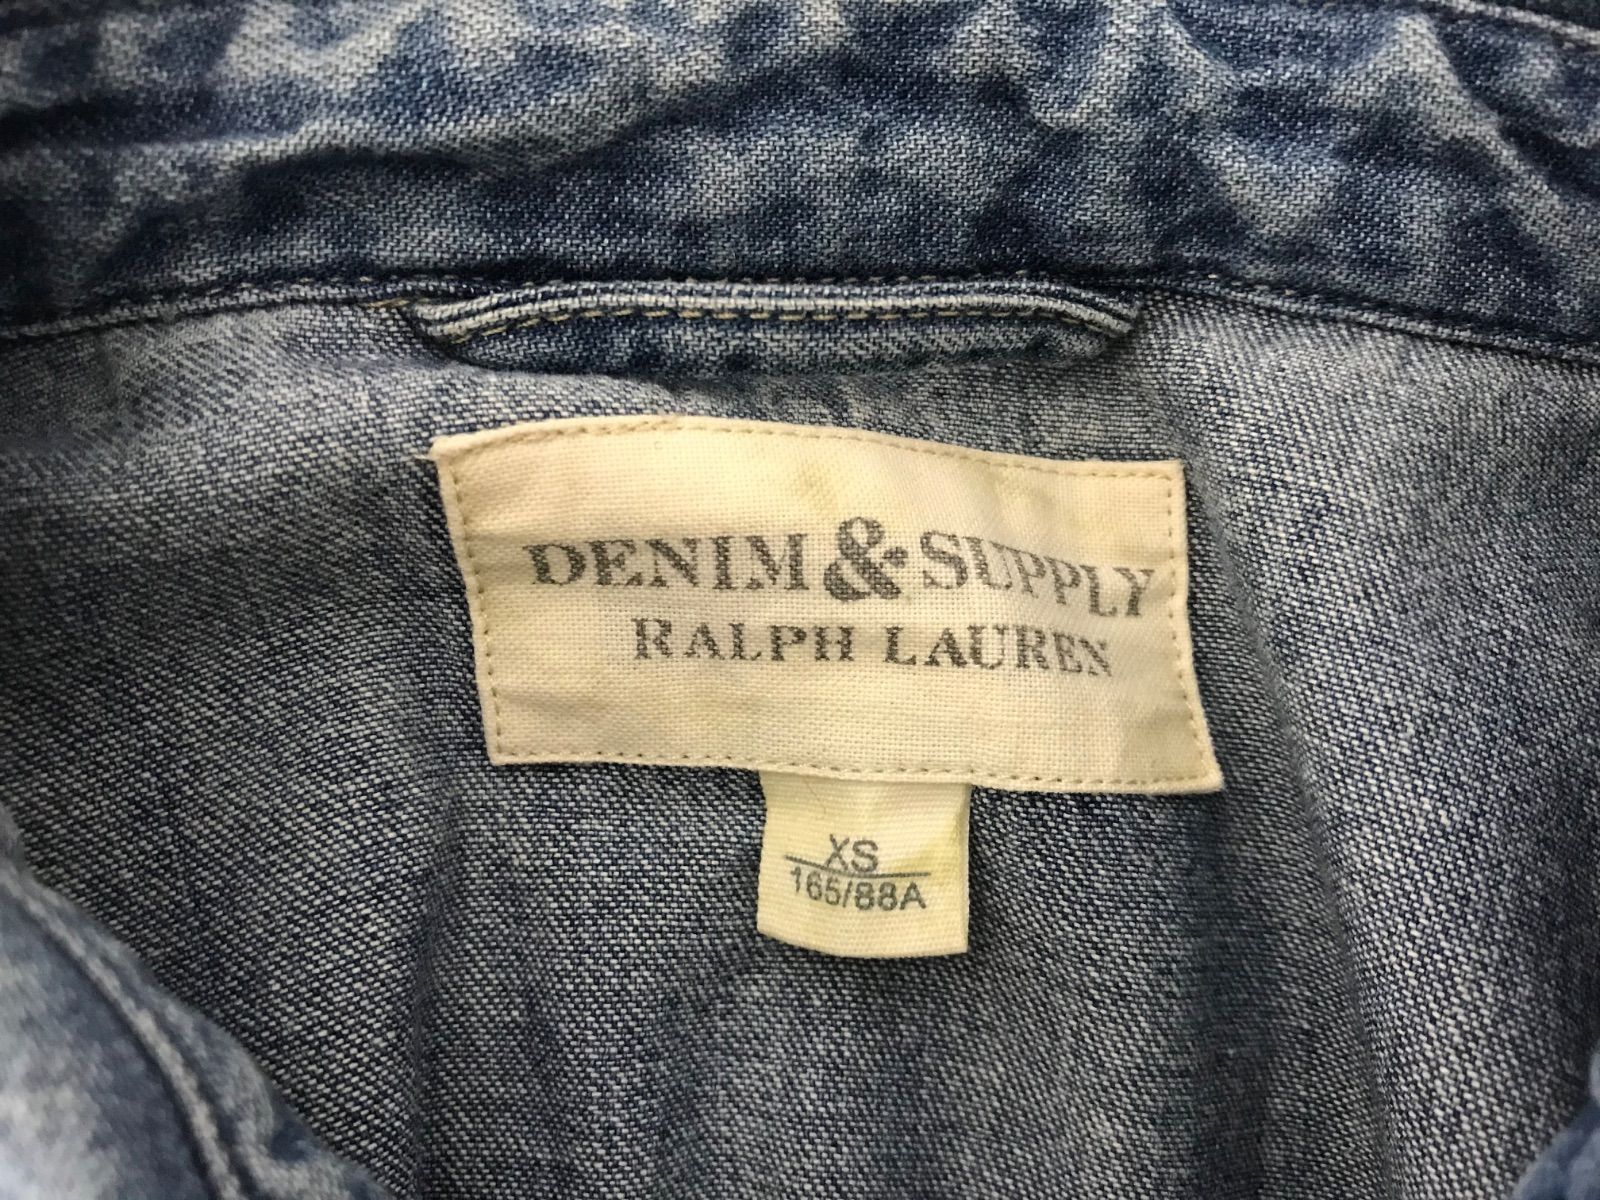 DENIM & SUPPLY
RALPH LAUREN
XS
165/88A